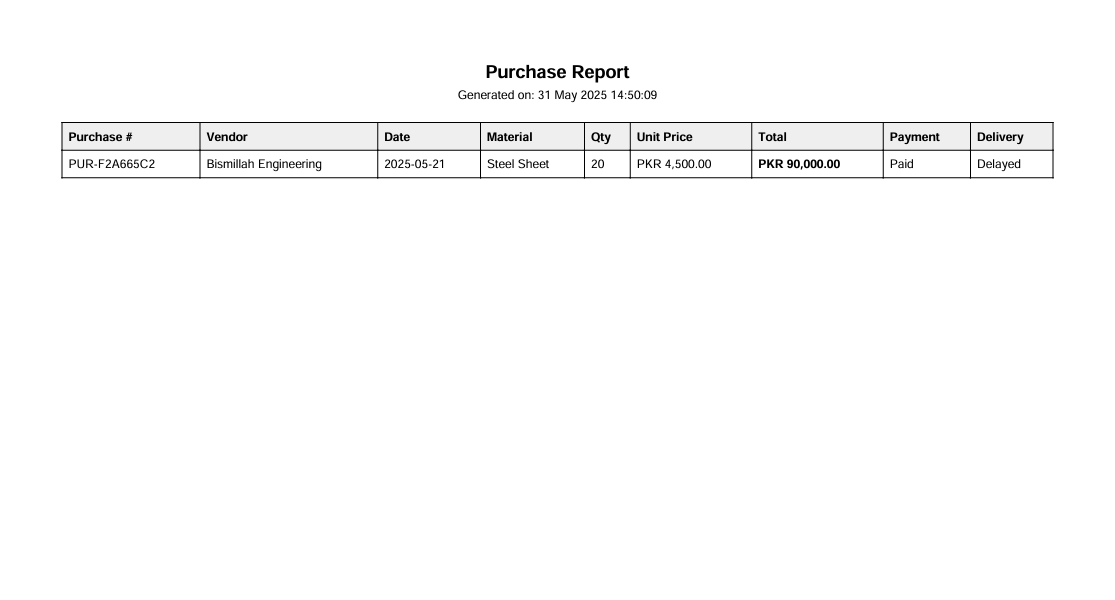 Purchase Report
Generated on: 31 May 2025 14:50:09
Purchase # Vendor Date Material Qty Unit Price Total Payment Delivery
PUR-F2A665C2 Bismillah Engineering 2025-05-21 Steel Sheet 20 PKR 4,500.00 PKR 90,000.00 Paid Delayed